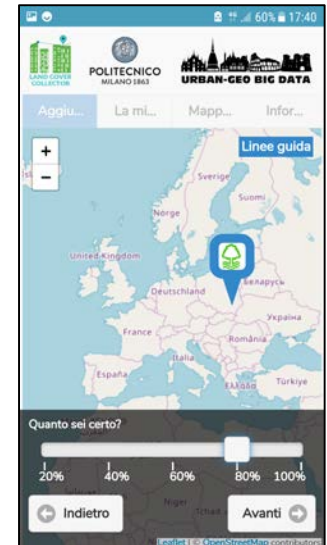 60% 17:40
LAND COVER
COLLECTOR
POLITECNICO
MILANO 1863
URBAN-GEO BIG DATA
Aggiu...
La mi...
Mapp...
Infor...
+
Linee guida
−
Sverige
Suomi
Norge
United Kingdom
Беларусь
Deutschland
Україна
France
România
Italia
España
Ελλάδα
Türkiye
Quanto sei certo?
20% 40% 60% 80% 100%
Niger
Tchad
Indietro
Avanti
Leaflet | © OpenStreetMap contributors